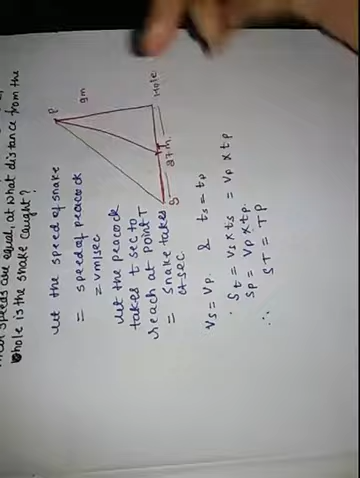 speeds are equal, at what distance from the
hole is the snake caught?
let the speed of snake
= speed of peacock
= vm/sec
let the peacock
takes t sec to
reach at point T
= snake takes
t sec
P
9m
Hole
T
27m
S
Vs = Vp & ts = tp
St = Vs x ts = Vp x tp
Sp = Vp x tp.
∴ ST = TP